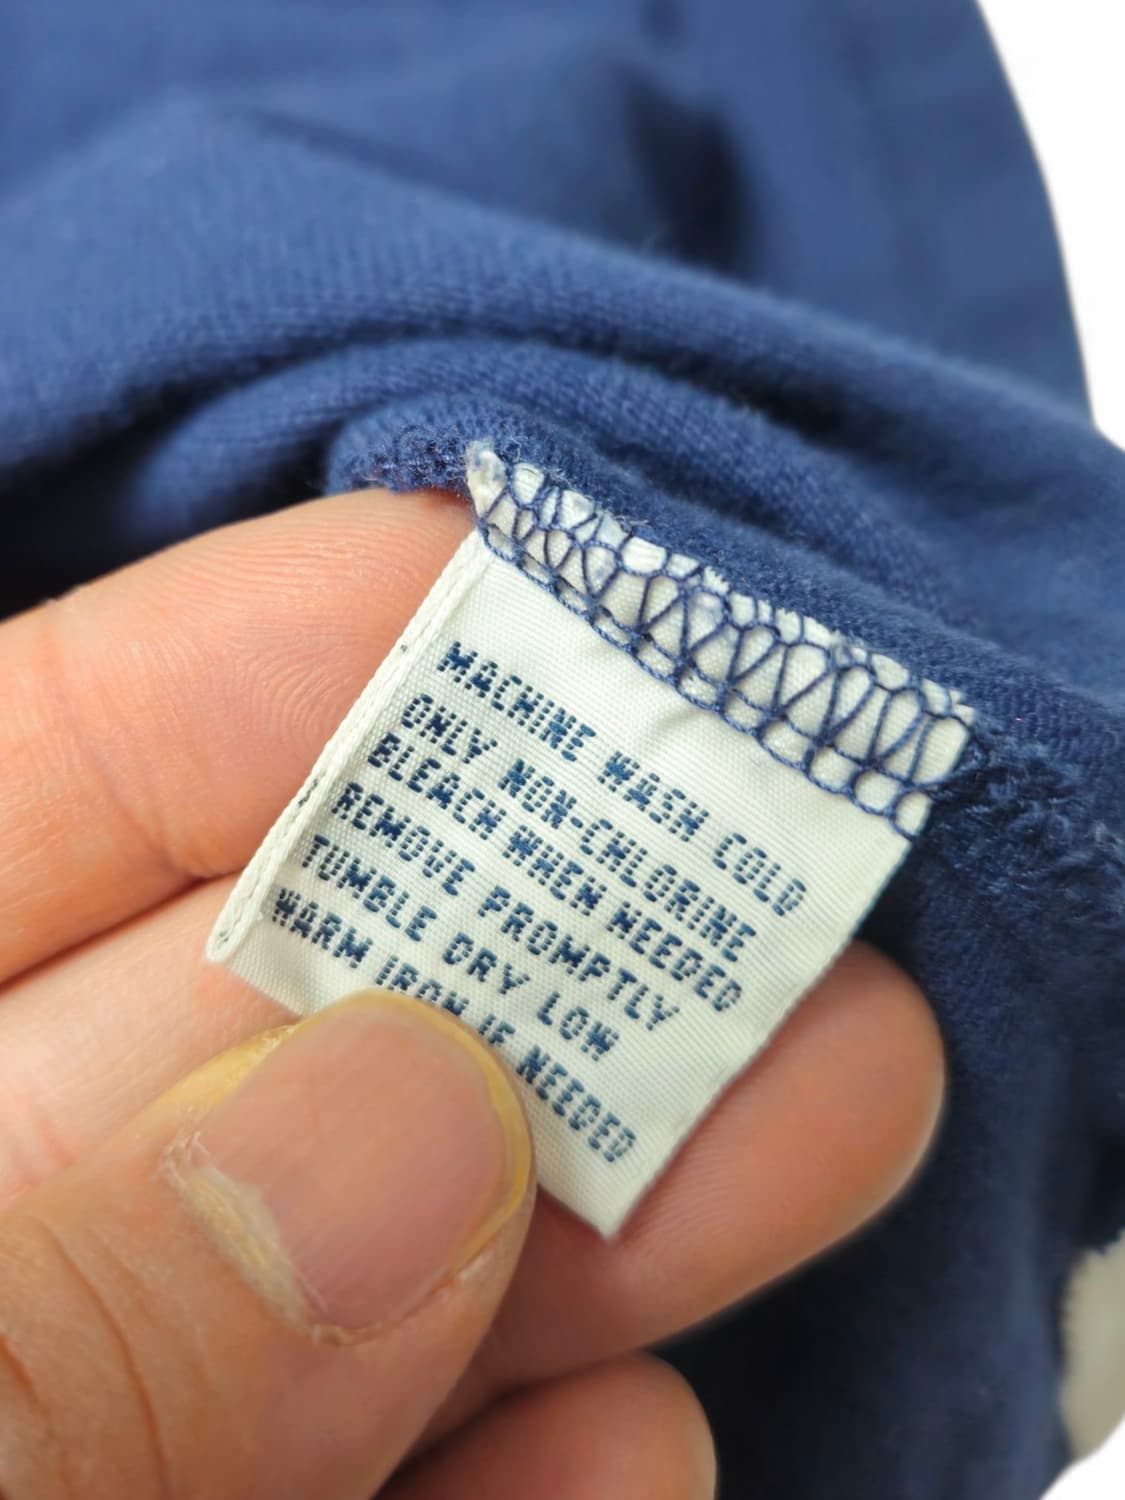 MACHINE WASH COLD
ONLY NON-CHLORINE
BLEACH WHEN NEEDED
REMOVE PROMPTLY
TUMBLE DRY LOW
WARM IRON IF NEEDED